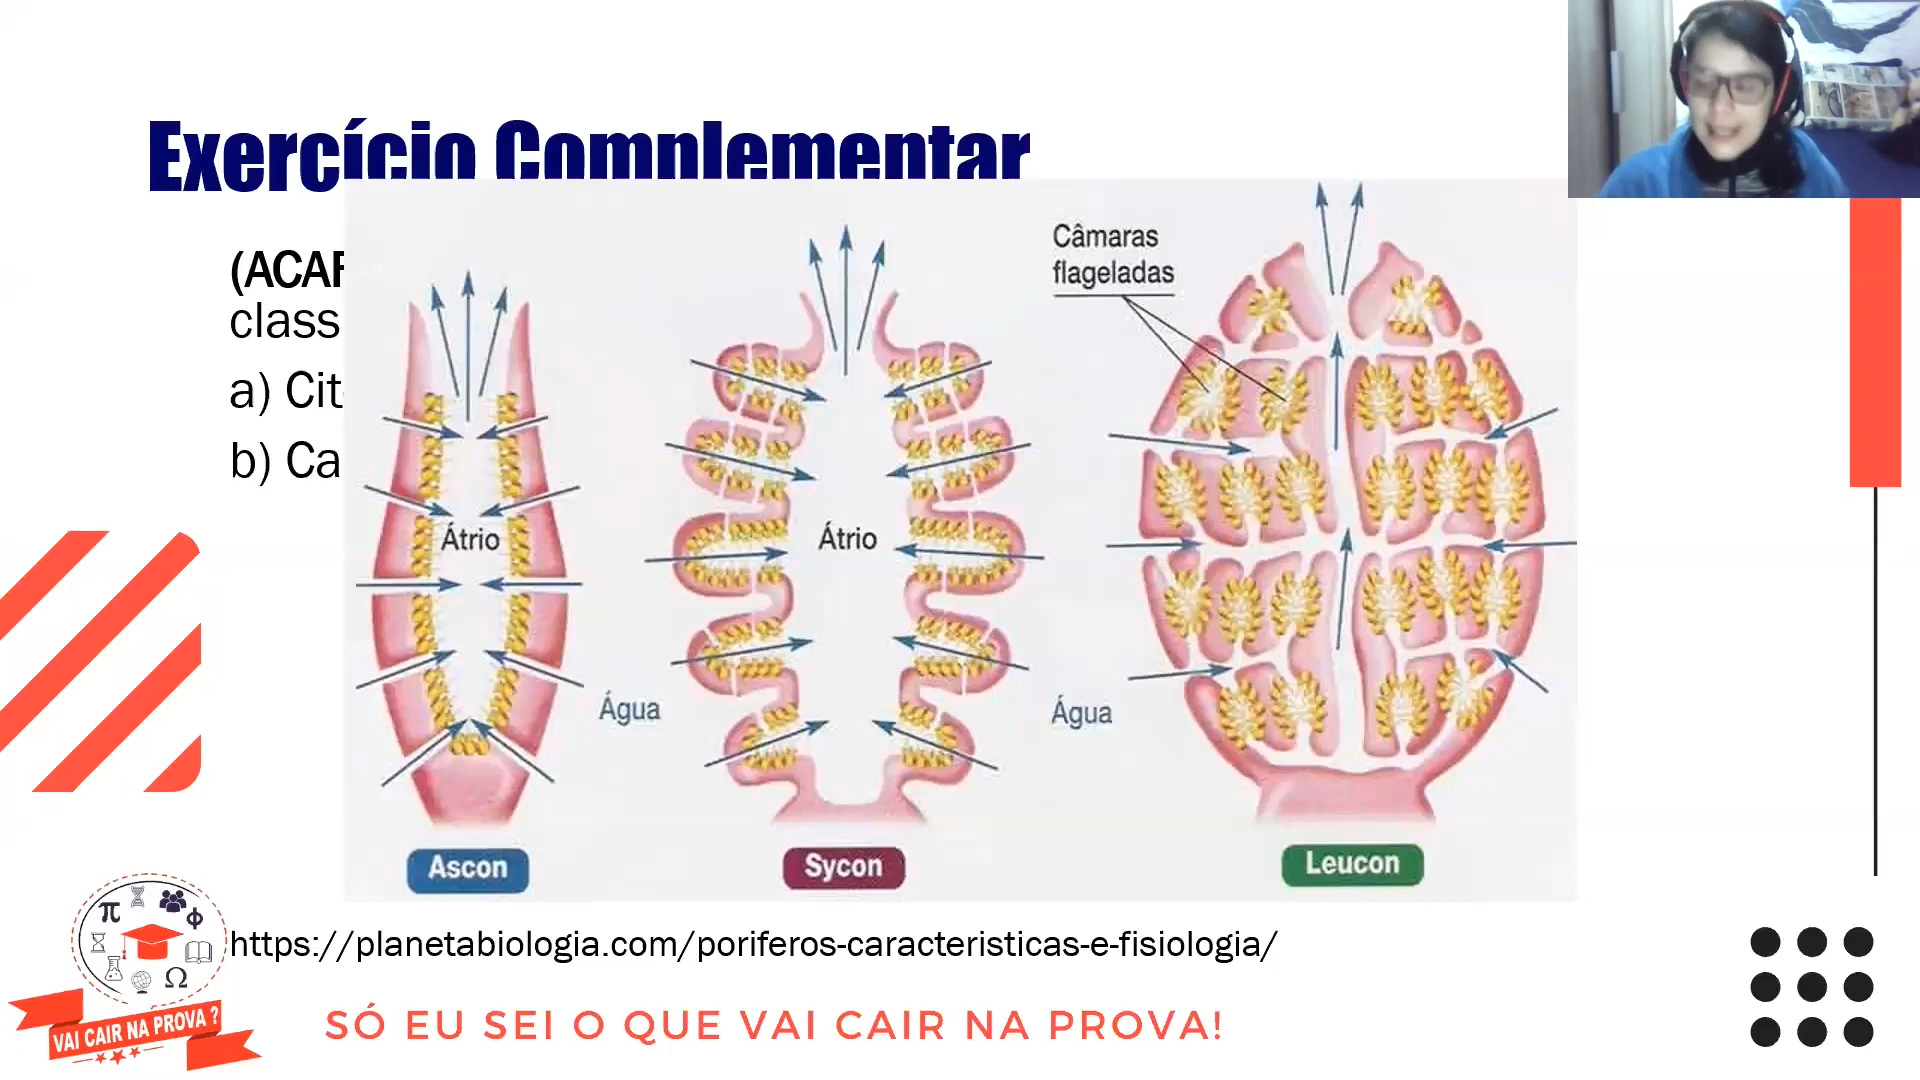 Exercício Complementar
(ACAF
class
a) Cit
b) Ca
Câmaras
flageladas
Átrio
Átrio
Água
Água
Ascon
Sycon
Leucon
https://planetabiologia.com/poriferos-caracteristicas-e-fisiologia/
π
Φ
Ω
VAI CAIR NA PROVA ?
SÓ EU SEI O QUE VAI CAIR NA PROVA!